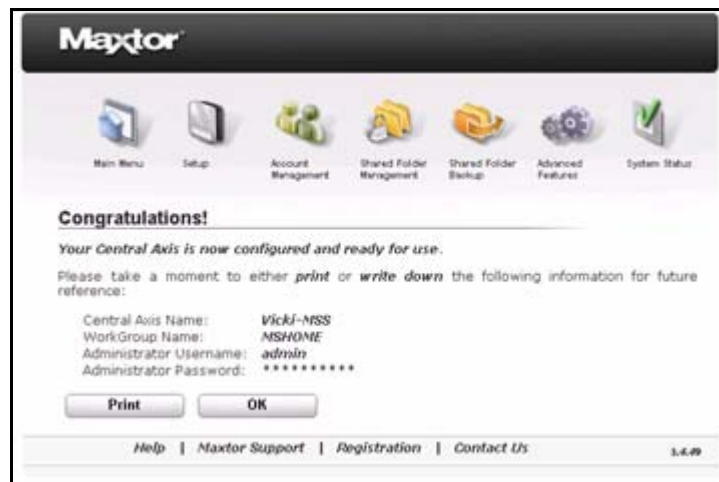 Maxtor
Main Menu
Setup
Account Management
Shared Folder Management
Shared Folder Backup
Advanced Features
System Status
Congratulations!
Your Central Axis is now configured and ready for use.
Please take a moment to either print or write down the following information for future
reference:
Central Axis Name: Vicki-MSS
WorkGroup Name: MSHOME
Administrator Username: admin
Administrator Password: **********
Print OK
Help | Maxtor Support | Registration | Contact Us